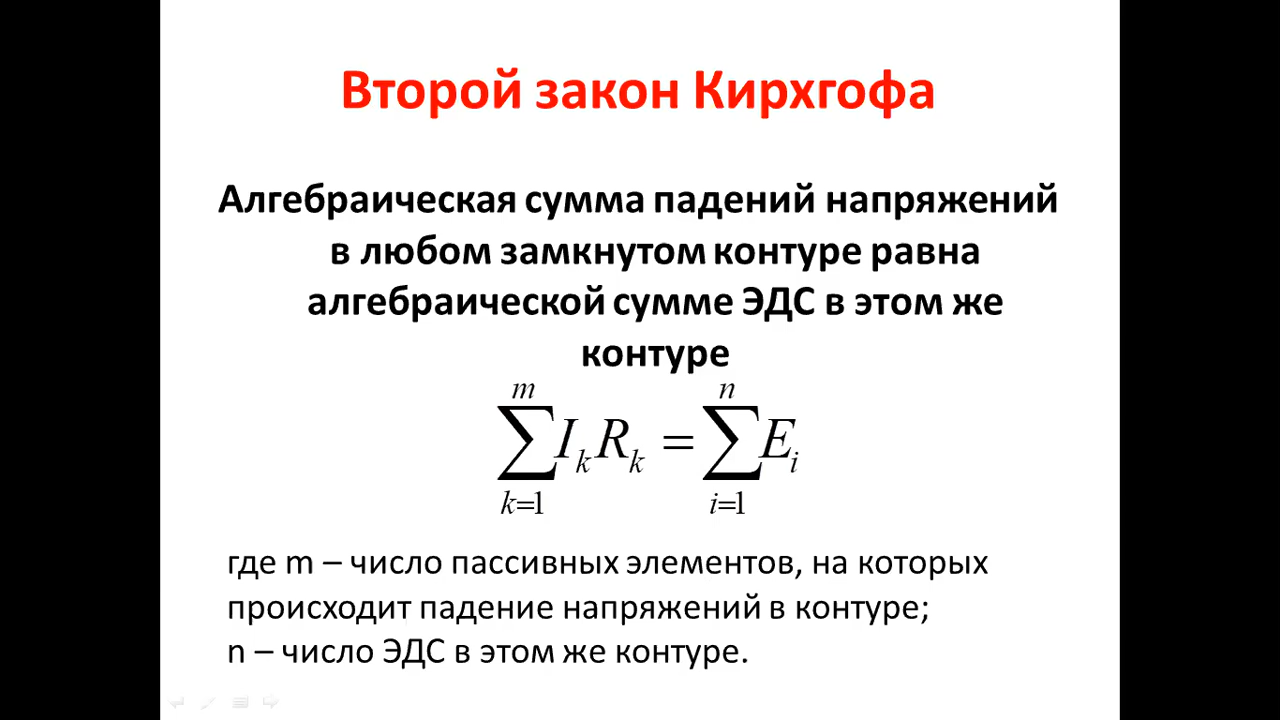 Второй закон Кирхгофа
Алгебраическая сумма падений напряжений
в любом замкнутом контуре равна
алгебраической сумме ЭДС в этом же
контуре
m n
∑ I_k R_k = ∑ E_i
k=1 i=1
где m – число пассивных элементов, на которых
происходит падение напряжений в контуре;
n – число ЭДС в этом же контуре.